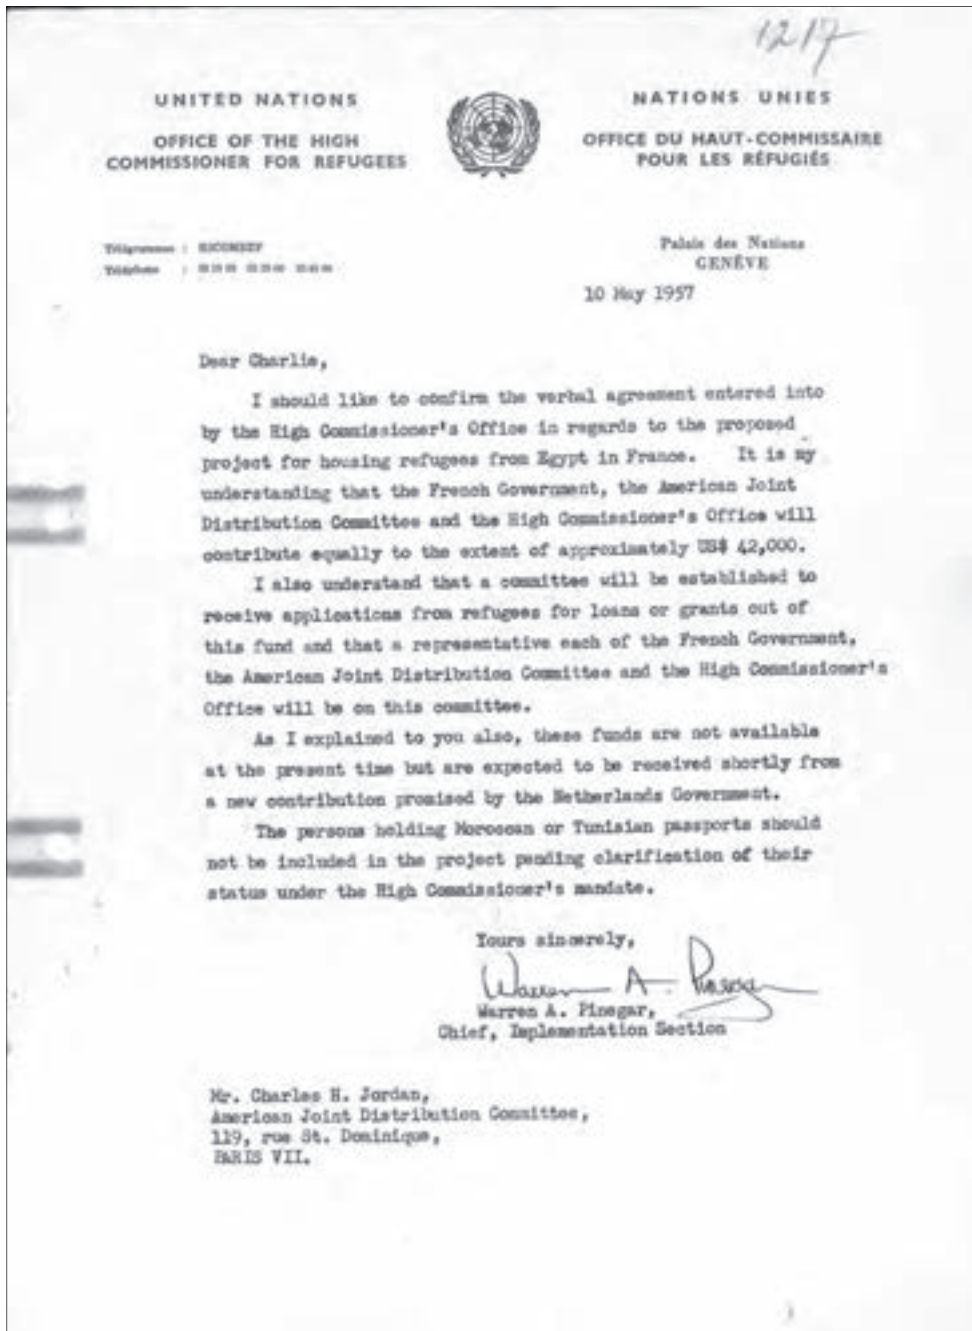 1217
UNITED NATIONS
OFFICE OF THE HIGH
COMMISSIONER FOR REFUGEES
NATIONS UNIES
OFFICE DU HAUT-COMMISSAIRE
POUR LES RÉFUGIÉS
Télégrammes :
Téléphone :
Palais des Nations
GENÈVE
10 May 1957
Dear Charlie,
I should like to confirm the verbal agreement entered into
by the High Commissioner's Office in regards to the proposed
project for housing refugees from Egypt in France. It is my
understanding that the French Government, the American Joint
Distribution Committee and the High Commissioner's Office will
contribute equally to the extent of approximately US$ 42,000.
I also understand that a committee will be established to
receive applications from refugees for loans or grants out of
this fund and that a representative each of the French Government,
the American Joint Distribution Committee and the High Commissioner's
Office will be on this committee.
As I explained to you also, these funds are not available
at the present time but are expected to be received shortly from
a new contribution promised by the Netherlands Government.
The persons holding Moroccan or Tunisian passports should
not be included in the project pending clarification of their
status under the High Commissioner's mandate.
Yours sincerely,
Warren A. Pinegar
Warren A. Pinegar,
Chief, Implementation Section
Mr. Charles H. Jordan,
American Joint Distribution Committee,
119, rue St. Dominique,
PARIS VII.